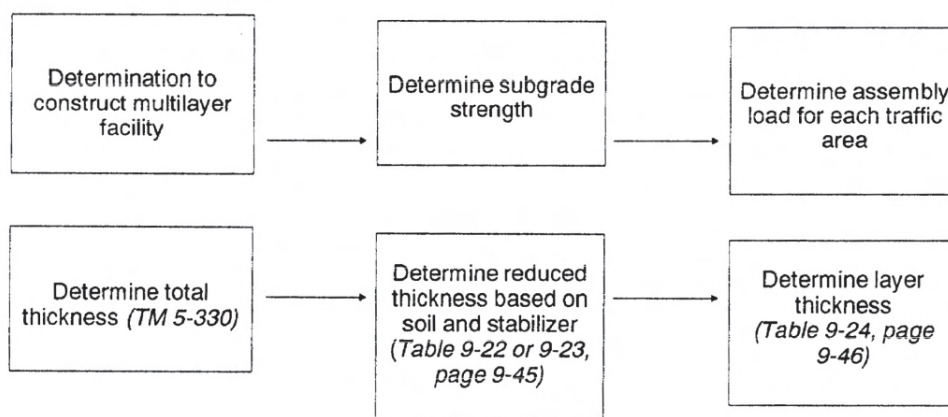 Determination to
construct multilayer
facility
Determine subgrade
strength
Determine assembly
load for each traffic
area
Determine total
thickness (TM 5-330)
Determine reduced
thickness based on
soil and stabilizer
(Table 9-22 or 9-23,
page 9-45)
Determine layer
thickness
(Table 9-24, page
9-46)